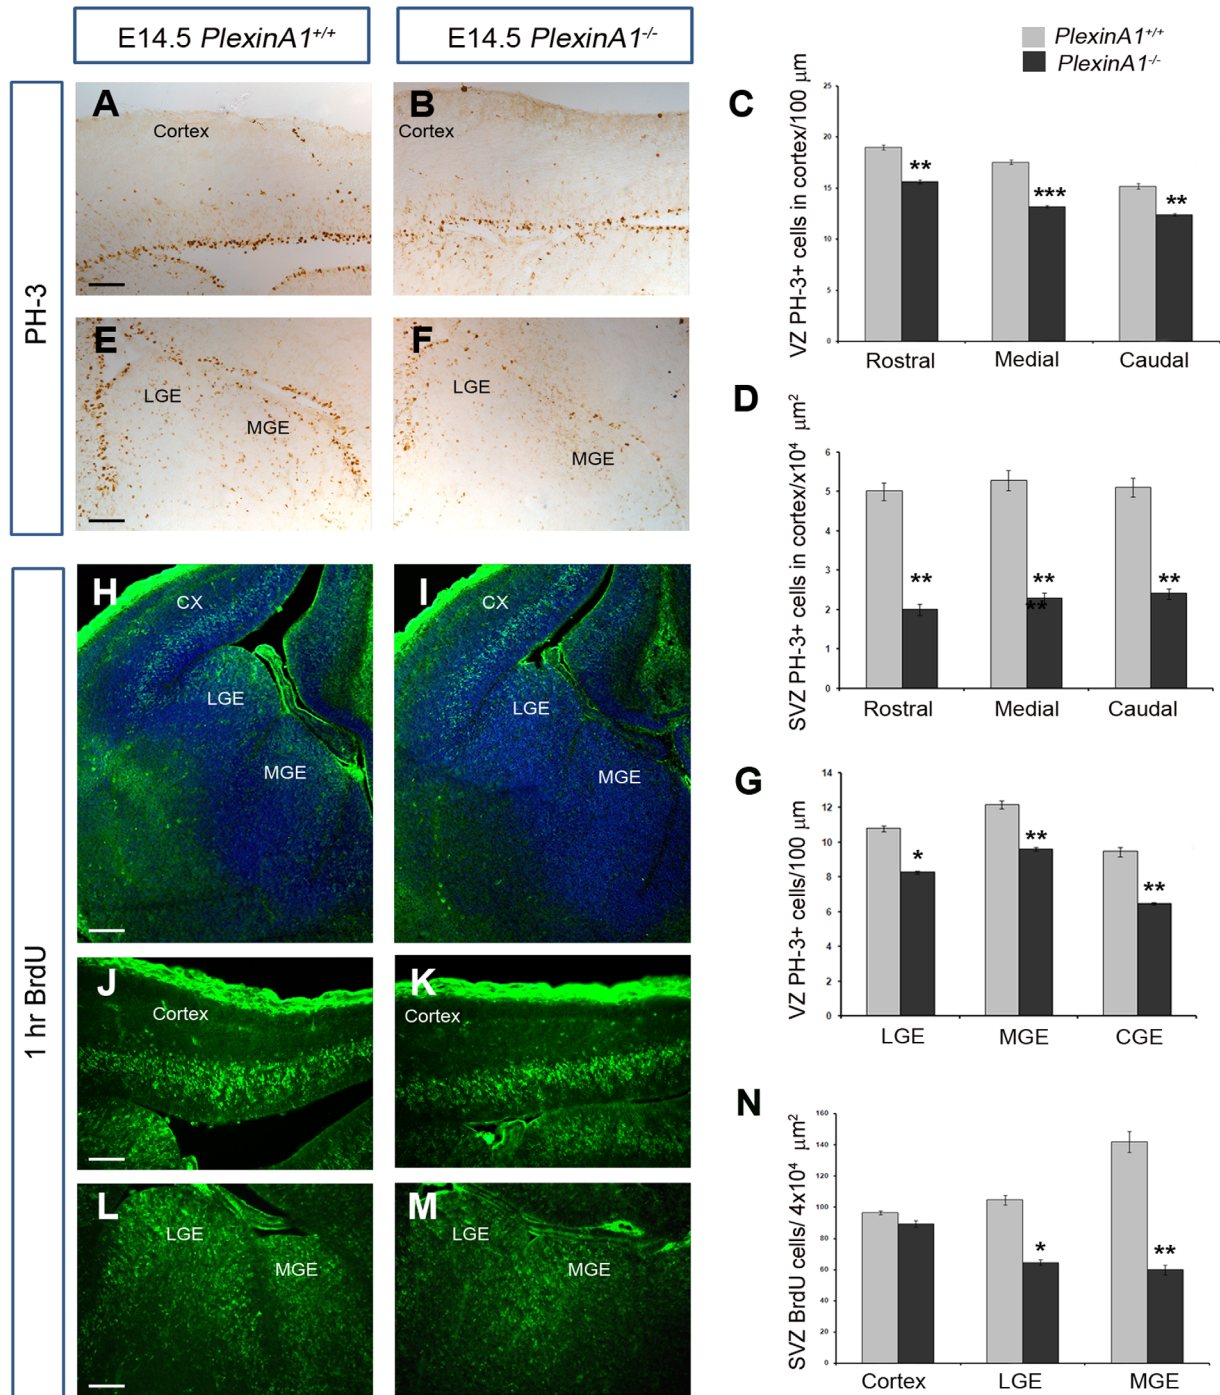 E14.5 PlexinA1+/+
E14.5 PlexinA1-/-
PlexinA1+/+
PlexinA1-/-
PH-3
A
Cortex
B
Cortex
C
VZ PH-3+ cells in cortex/100 µm
25
20
15
10
5
0
**
***
**
Rostral
Medial
Caudal
E
LGE
MGE
F
LGE
MGE
D
SVZ PH-3+ cells in cortex/x10⁴ µm²
6
5
4
3
2
1
0
**
**
**
**
Rostral
Medial
Caudal
1 hr BrdU
H
CX
LGE
MGE
I
CX
LGE
MGE
G
VZ PH-3+ cells/100 µm
14
12
10
8
6
4
2
0
*
**
**
LGE
MGE
CGE
J
Cortex
K
Cortex
L
LGE
MGE
M
LGE
MGE
N
SVZ BrdU cells/ 4x10⁴ µm²
160
140
120
100
80
60
40
20
0
*
**
Cortex
LGE
MGE